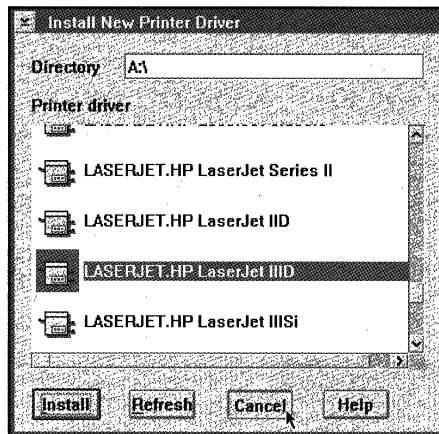 Install New Printer Driver
Directory A:\
Printer driver
LASERJET.HP LaserJet Series II
LASERJET.HP LaserJet IID
LASERJET.HP LaserJet IIID
LASERJET.HP LaserJet IIISi
Install Refresh Cancel Help